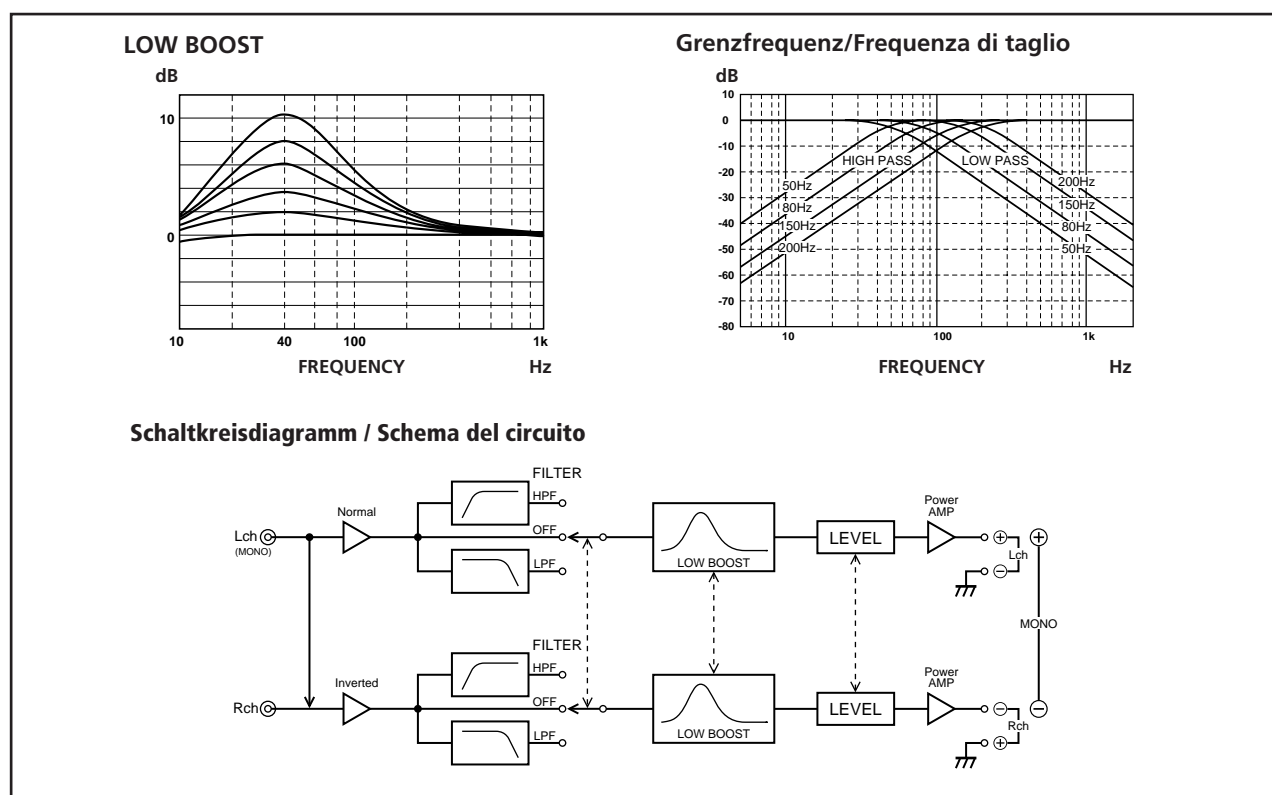 LOW BOOST
dB
10
0
10 40 100 1k
FREQUENCY Hz
Grenzfrequenz/Frequenza di taglio
dB
10
0
-10
-20
-30
-40
-50
-60
-70
-80
HIGH PASS LOW PASS
50Hz
80Hz
150Hz
200Hz
200Hz
150Hz
80Hz
50Hz
10 100 1k
FREQUENCY Hz
Schaltkreisdiagramm / Schema del circuito
Lch
(MONO)
Normal
FILTER
HPF
OFF
LPF
LOW BOOST
LEVEL
Power
AMP
+
Lch
−
+
MONO
−
Rch
Inverted
FILTER
HPF
OFF
LPF
LOW BOOST
LEVEL
Power
AMP
−
Rch
+